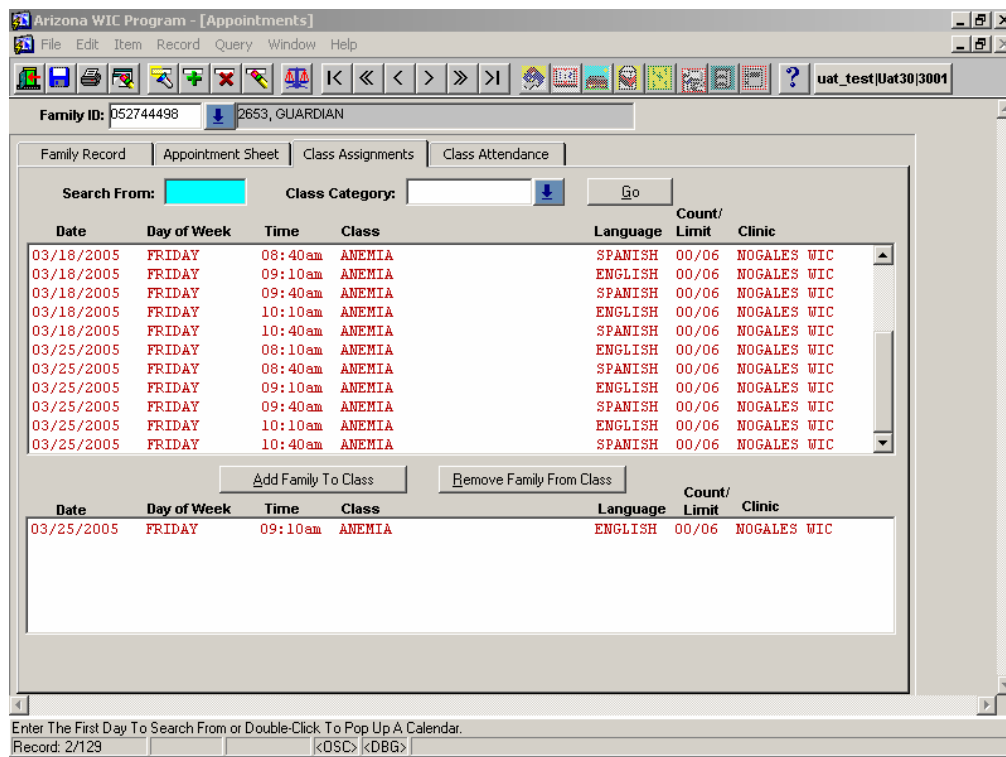 Arizona WIC Program - [Appointments]
File Edit Item Record Query Window Help
? uat_test|Uat30|3001
Family ID: 052744498 2653, GUARDIAN
Family Record Appointment Sheet Class Assignments Class Attendance
Search From: Class Category: Go
Date Day of Week Time Class Language Count/ Limit Clinic
03/18/2005 FRIDAY 08:40am ANEMIA SPANISH 00/06 NOGALES WIC
03/18/2005 FRIDAY 09:10am ANEMIA ENGLISH 00/06 NOGALES WIC
03/18/2005 FRIDAY 09:40am ANEMIA SPANISH 00/06 NOGALES WIC
03/18/2005 FRIDAY 10:10am ANEMIA ENGLISH 00/06 NOGALES WIC
03/18/2005 FRIDAY 10:40am ANEMIA SPANISH 00/06 NOGALES WIC
03/25/2005 FRIDAY 08:10am ANEMIA ENGLISH 00/06 NOGALES WIC
03/25/2005 FRIDAY 08:40am ANEMIA SPANISH 00/06 NOGALES WIC
03/25/2005 FRIDAY 09:10am ANEMIA ENGLISH 00/06 NOGALES WIC
03/25/2005 FRIDAY 09:40am ANEMIA SPANISH 00/06 NOGALES WIC
03/25/2005 FRIDAY 10:10am ANEMIA ENGLISH 00/06 NOGALES WIC
03/25/2005 FRIDAY 10:40am ANEMIA SPANISH 00/06 NOGALES WIC
Add Family To Class Remove Family From Class
Date Day of Week Time Class Language Count/ Limit Clinic
03/25/2005 FRIDAY 09:10am ANEMIA ENGLISH 00/06 NOGALES WIC
Enter The First Day To Search From or Double-Click To Pop Up A Calendar.
Record: 2/129 <OSC> <DBG>